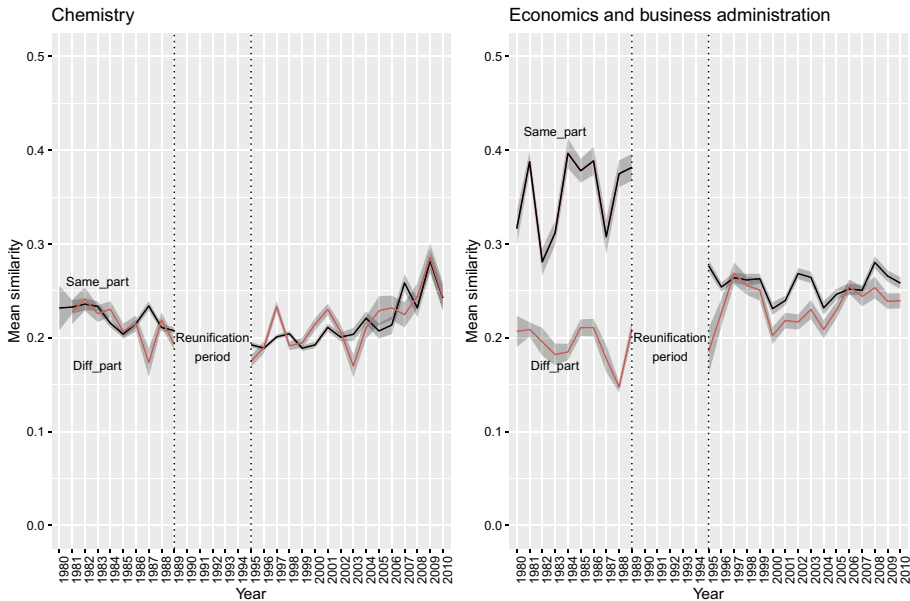 Chemistry
Mean similarity
0.5
0.4
0.3
0.2
0.1
0.0
Same_part
Diff_part
Reunification
period
1980 1981 1982 1983 1984 1985 1986 1987 1988 1989 1990 1991 1992 1993 1994 1995 1996 1997 1998 1999 2000 2001 2002 2003 2004 2005 2006 2007 2008 2009 2010
Year
Economics and business administration
Mean similarity
0.5
0.4
0.3
0.2
0.1
0.0
Same_part
Diff_part
Reunification
period
1980 1981 1982 1983 1984 1985 1986 1987 1988 1989 1990 1991 1992 1993 1994 1995 1996 1997 1999 2000 2001 2002 2003 2004 2005 2006 2007 2008 2009 2010
Year